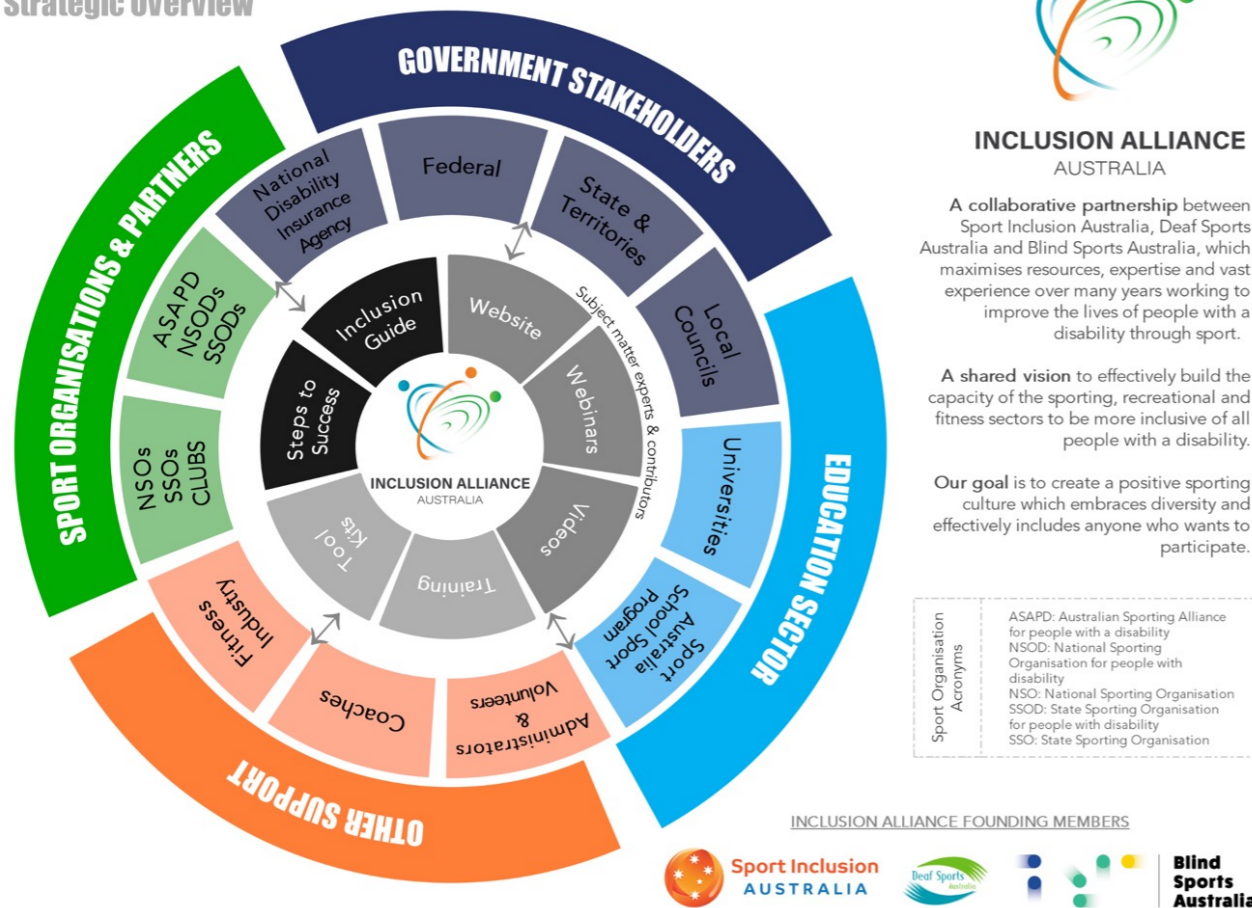 Strategic Overview
GOVERNMENT STAKEHOLDERS
National
Disability
Insurance
Agency
Federal
State &
Territories
Local
Councils
SPORT ORGANISATIONS & PARTNERS
ASAPD
NSODs
SSODs
NSOs
SSOs
CLUBS
EDUCATION SECTOR
Universities
Sport
Australia
School Sport
Program
OTHER SUPPORT
Fitness
Industry
Coaches
Administrators
&
Volunteers
Inclusion
Guide
Website
Webinars
Videos
Training
Tool
Kits
Steps to
Success
Subject matter experts & contributors
INCLUSION ALLIANCE
AUSTRALIA
INCLUSION ALLIANCE
AUSTRALIA
A collaborative partnership between
Sport Inclusion Australia, Deaf Sports
Australia and Blind Sports Australia, which
maximises resources, expertise and vast
experience over many years working to
improve the lives of people with a
disability through sport.
A shared vision to effectively build the
capacity of the sporting, recreational and
fitness sectors to be more inclusive of all
people with a disability.
Our goal is to create a positive sporting
culture which embraces diversity and
effectively includes anyone who wants to
participate.
Sport Organisation
Acronyms
ASAPD: Australian Sporting Alliance
for people with a disability
NSOD: National Sporting
Organisation for people with
disability
NSO: National Sporting Organisation
SSOD: State Sporting Organisation
for people with disability
SSO: State Sporting Organisation
INCLUSION ALLIANCE FOUNDING MEMBERS
Sport Inclusion
AUSTRALIA
Deaf Sports
Australia
Blind
Sports
Australia